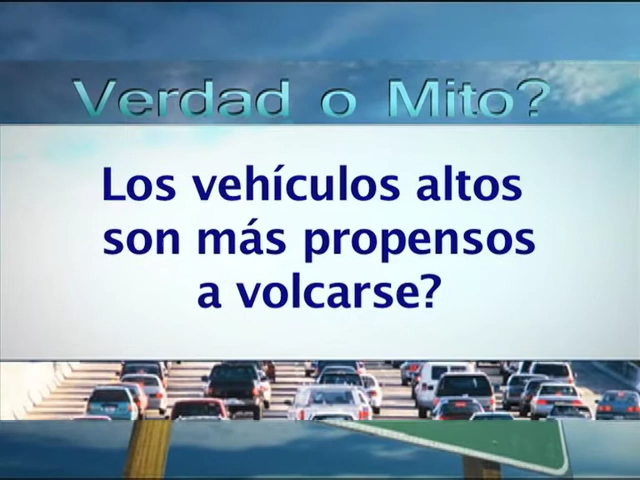 Verdad o Mito?
Los vehículos altos
son más propensos
a volcarse?